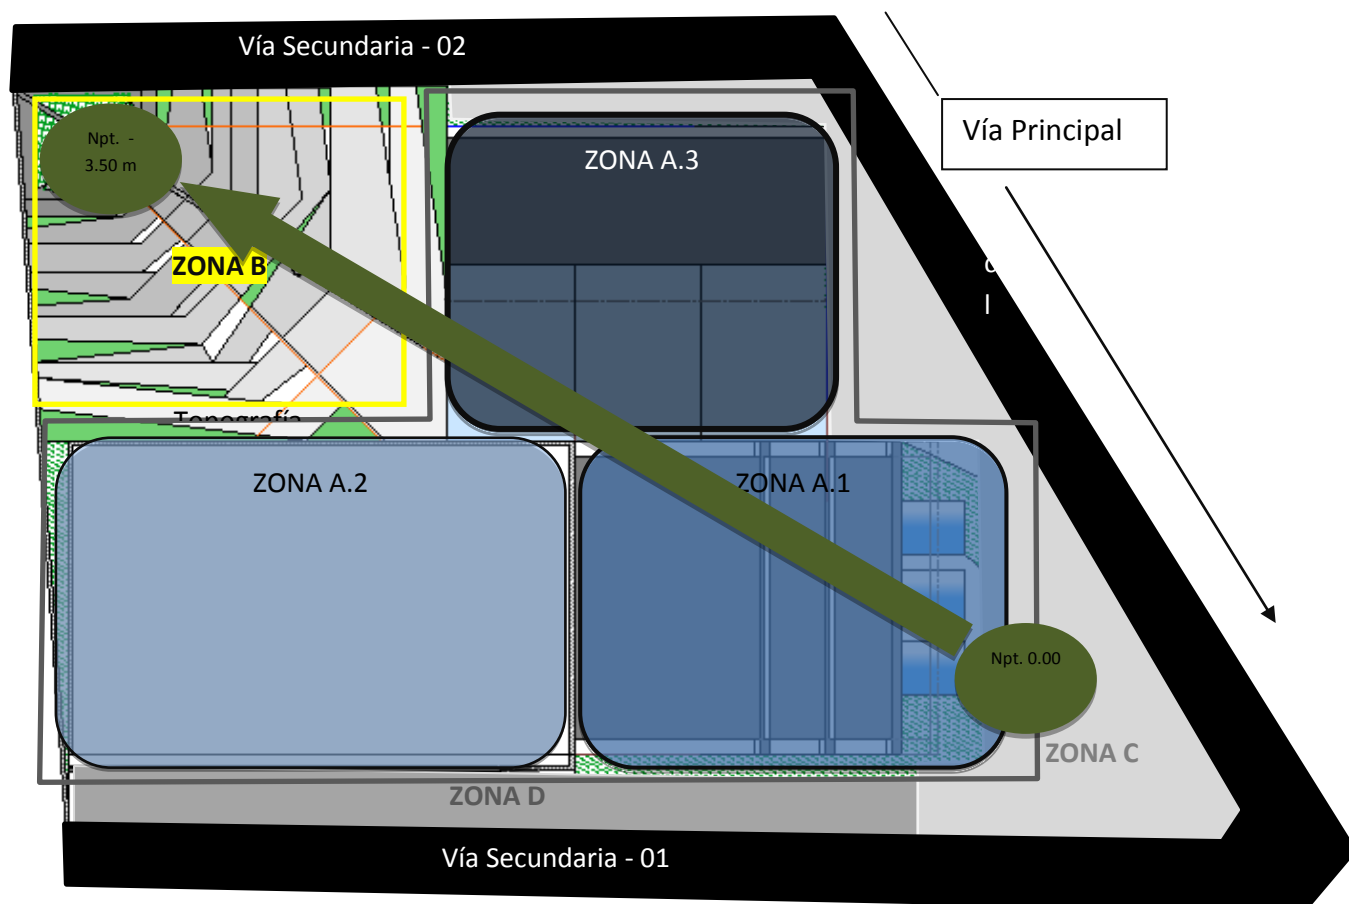 Vía Secundaria - 02
Vía Principal
Npt. -
3.50 m
ZONA A.3
ZONA B
l
Topografía
ZONA A.2
ZONA A.1
Npt. 0.00
ZONA C
ZONA D
Vía Secundaria - 01